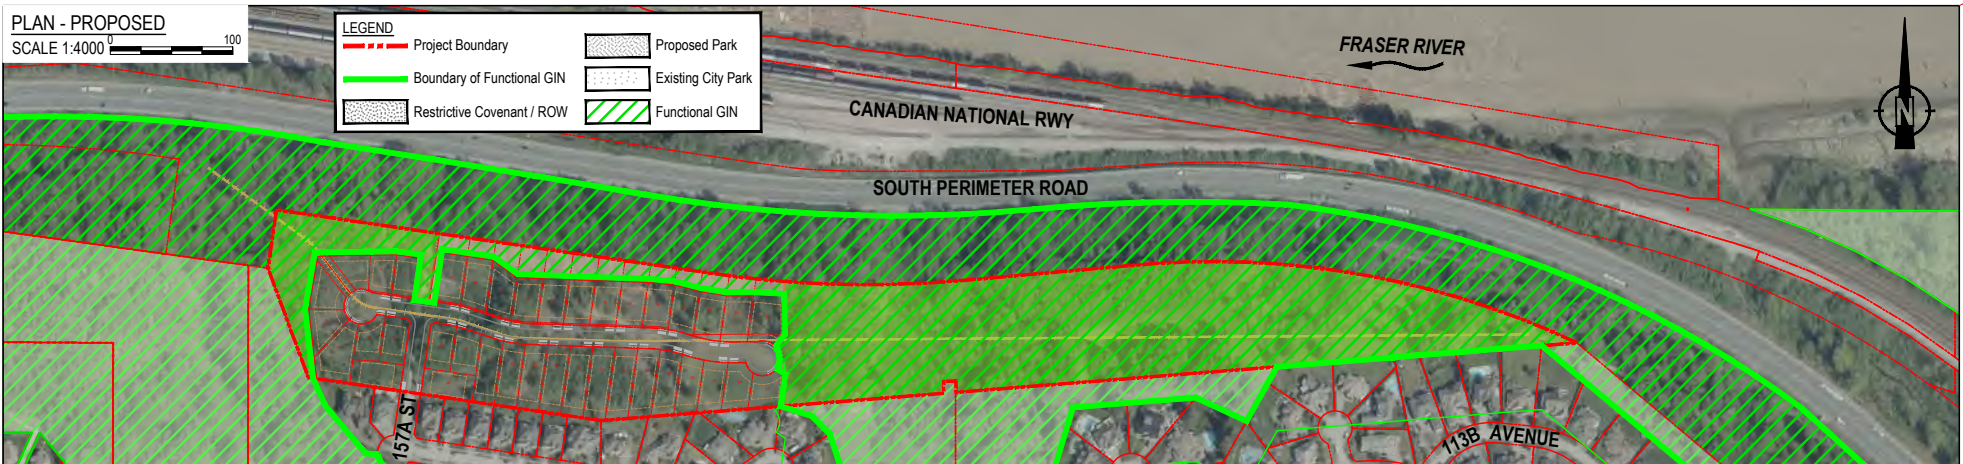 PLAN - PROPOSED
SCALE 1:4000 0 100
LEGEND
Project Boundary
Proposed Park
Boundary of Functional GIN
Existing City Park
Restrictive Covenant / ROW
Functional GIN
FRASER RIVER
CANADIAN NATIONAL RWY
N
SOUTH PERIMETER ROAD
157A ST
113B AVENUE